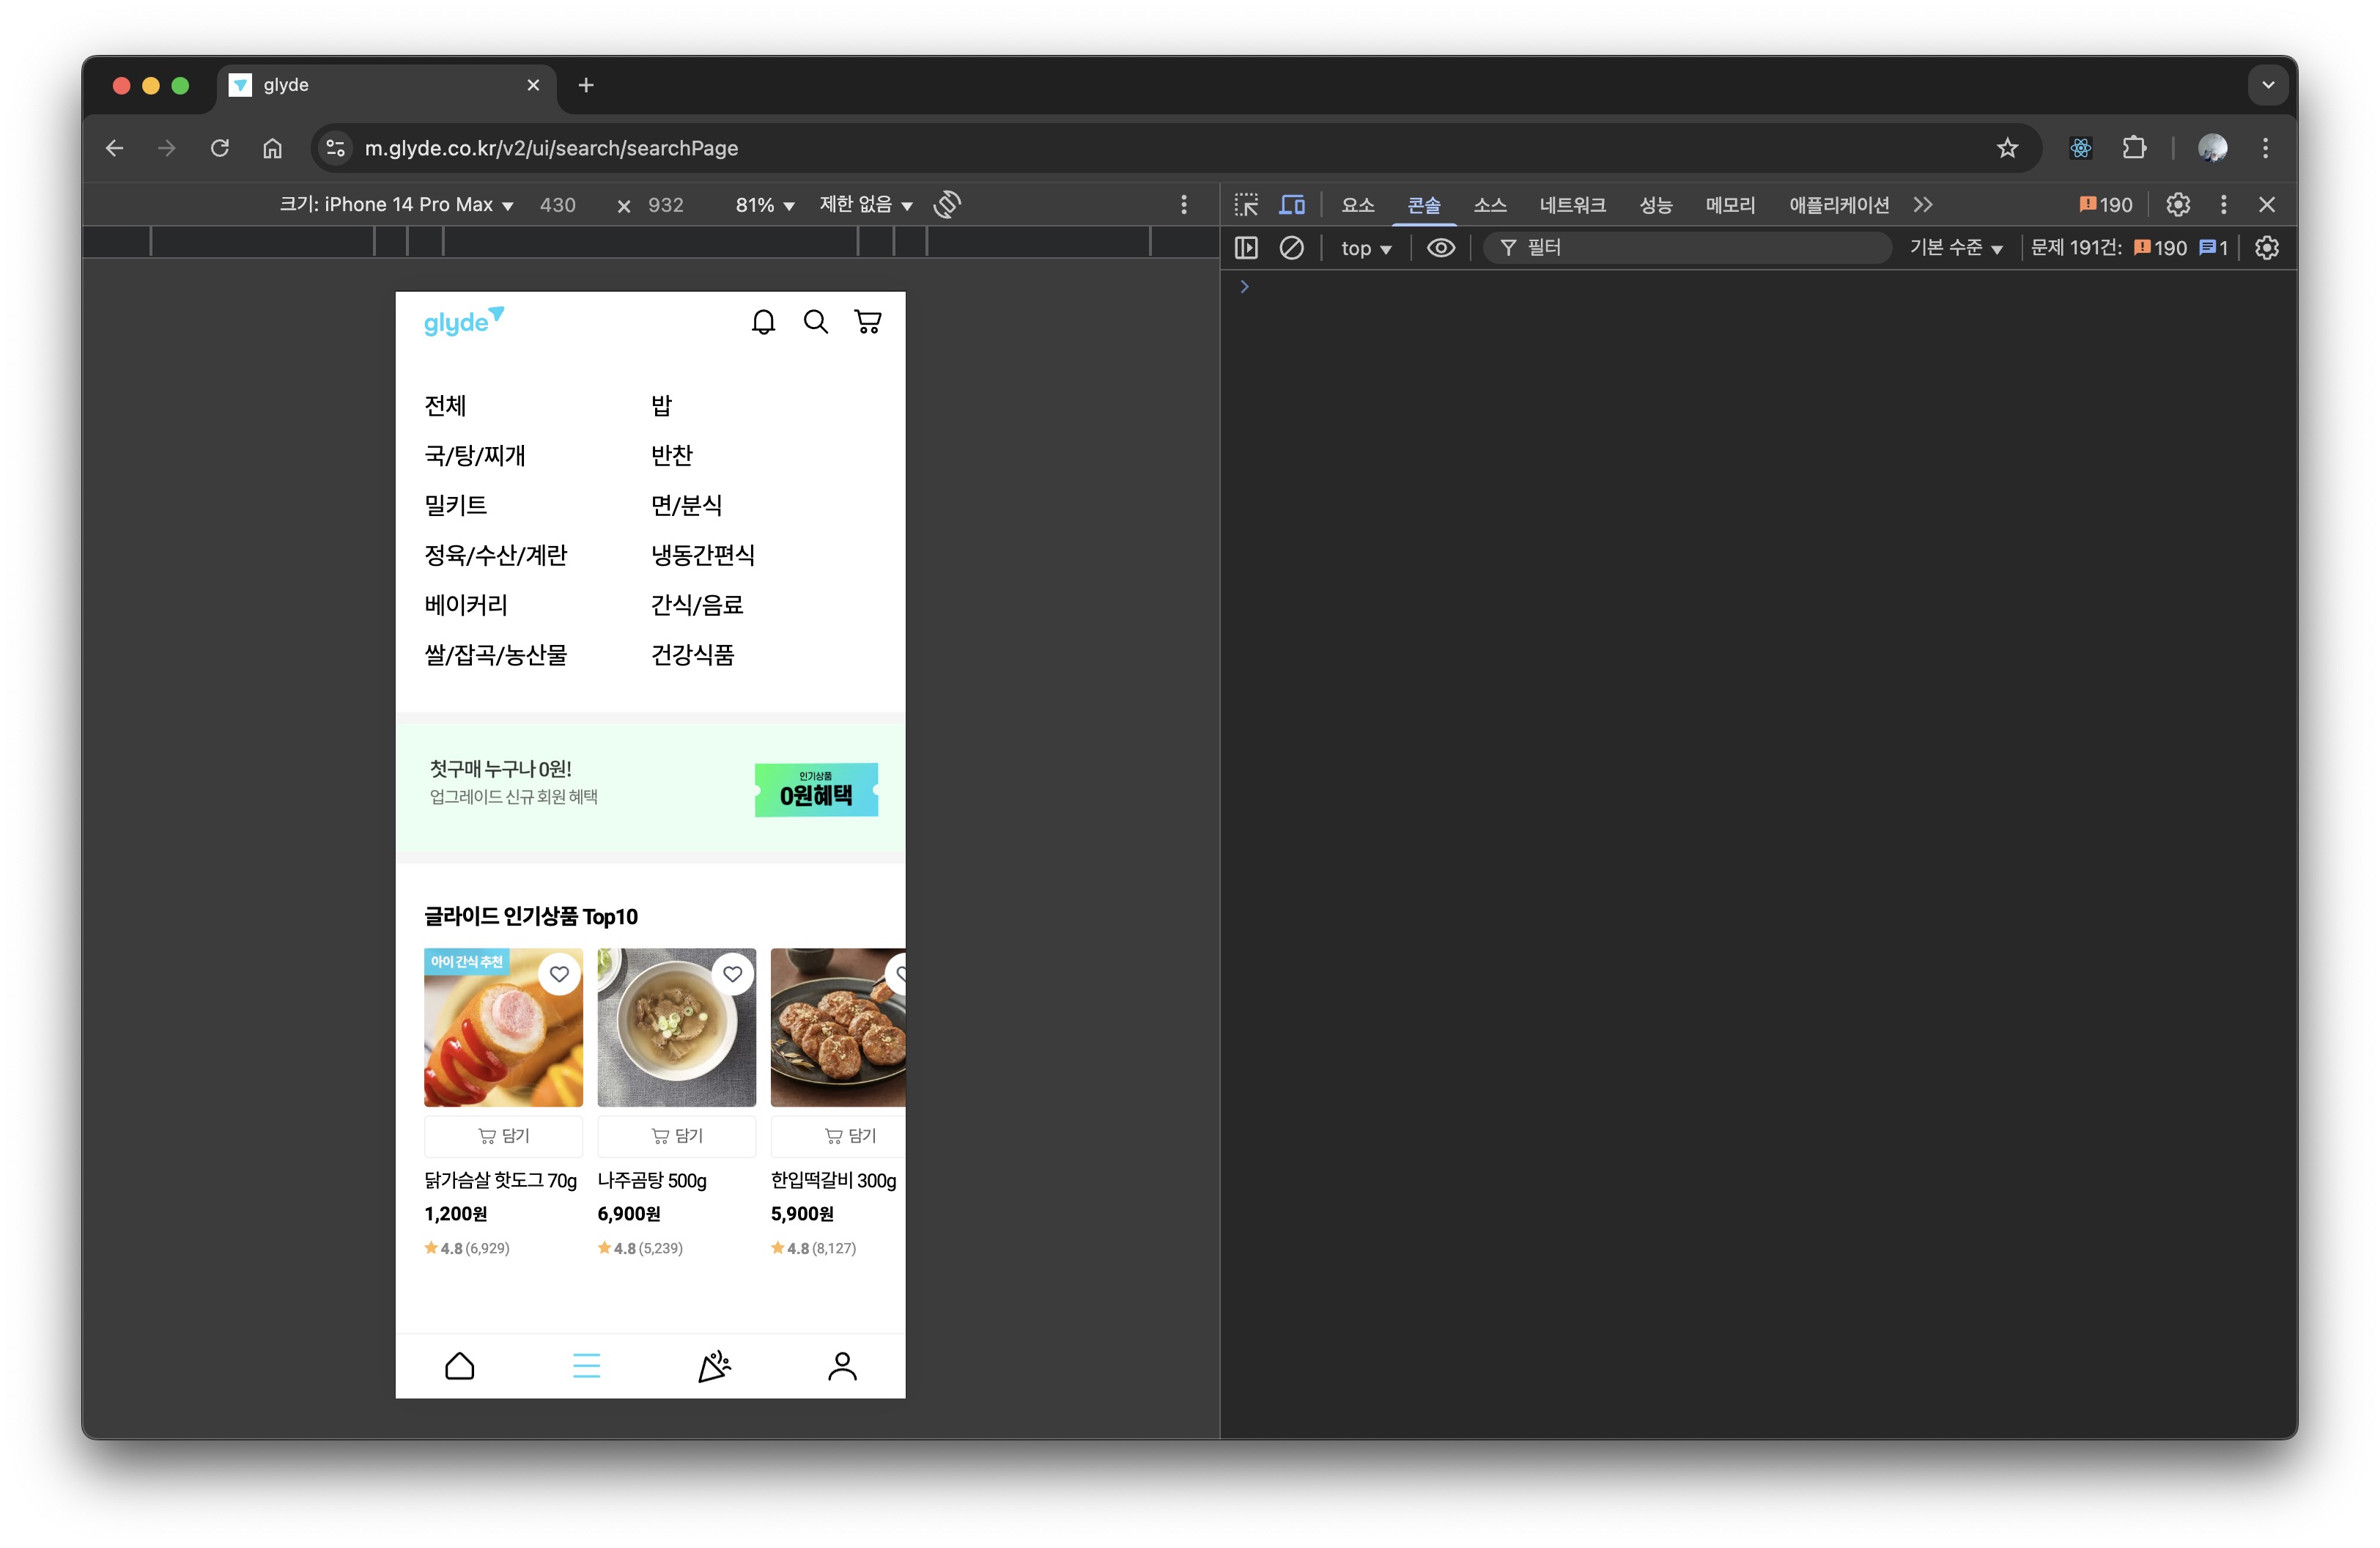 glyde
m.glyde.co.kr/v2/ui/search/searchPage
크기: iPhone 14 Pro Max 430 × 932 81% 제한 없음
요소 콘솔 소스 네트워크 성능 메모리 애플리케이션 190
top 필터 기본 수준 문제 191건: 190 1
glyde
전체 밥
국/탕/찌개 반찬
밀키트 면/분식
정육/수산/계란 냉동간편식
베이커리 간식/음료
쌀/잡곡/농산물 건강식품
첫구매 누구나 0원!
업그레이드 신규 회원 혜택
인기상품
0원혜택
글라이드 인기상품 Top10
아이 간식 추천
담기 담기 담기
닭가슴살 핫도그 70g 나주곰탕 500g 한입떡갈비 300g
1,200원 6,900원 5,900원
4.8 (6,929) 4.8 (5,239) 4.8 (8,127)